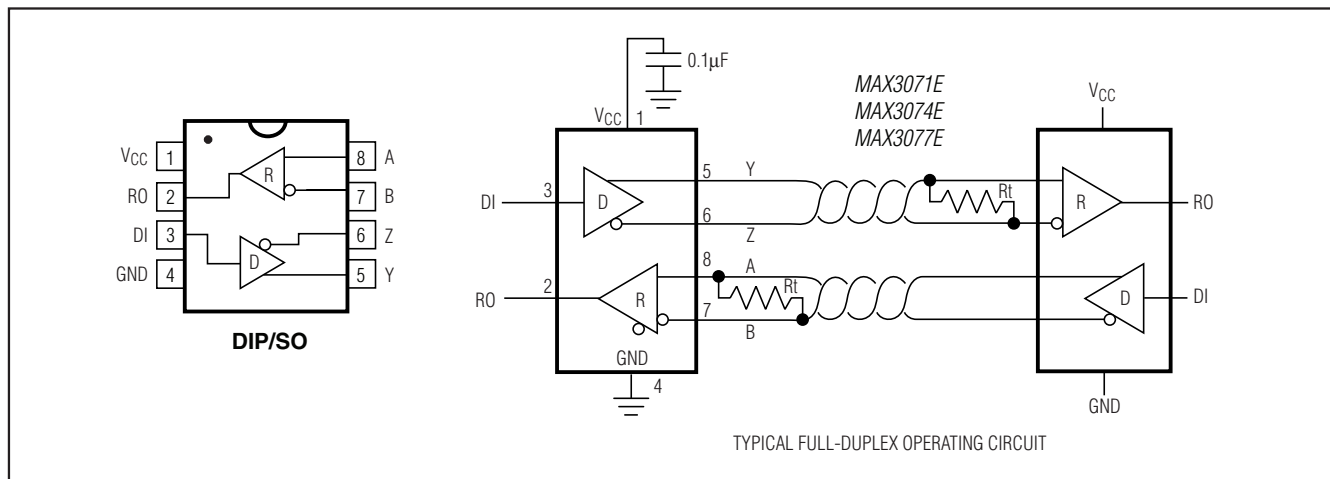 VCC 1
RO 2
DI 3
GND 4
8 A
7 B
6 Z
5 Y
R
D
DIP/SO
0.1µF
VCC 1
MAX3071E
MAX3074E
MAX3077E
VCC
DI 3
D
5 Y
6 Z
Rt
R
RO
RO 2
R
8 A
7 B
Rt
D
DI
GND
4
GND
TYPICAL FULL-DUPLEX OPERATING CIRCUIT